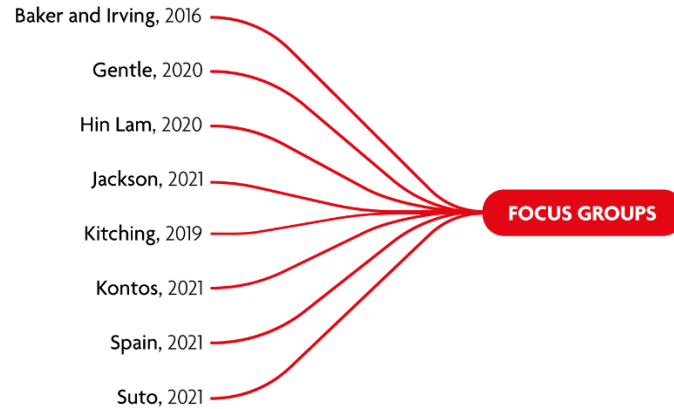 Baker and Irving, 2016
Gentle, 2020
Hin Lam, 2020
Jackson, 2021
Kitching, 2019
Kontos, 2021
Spain, 2021
Suto, 2021
FOCUS GROUPS